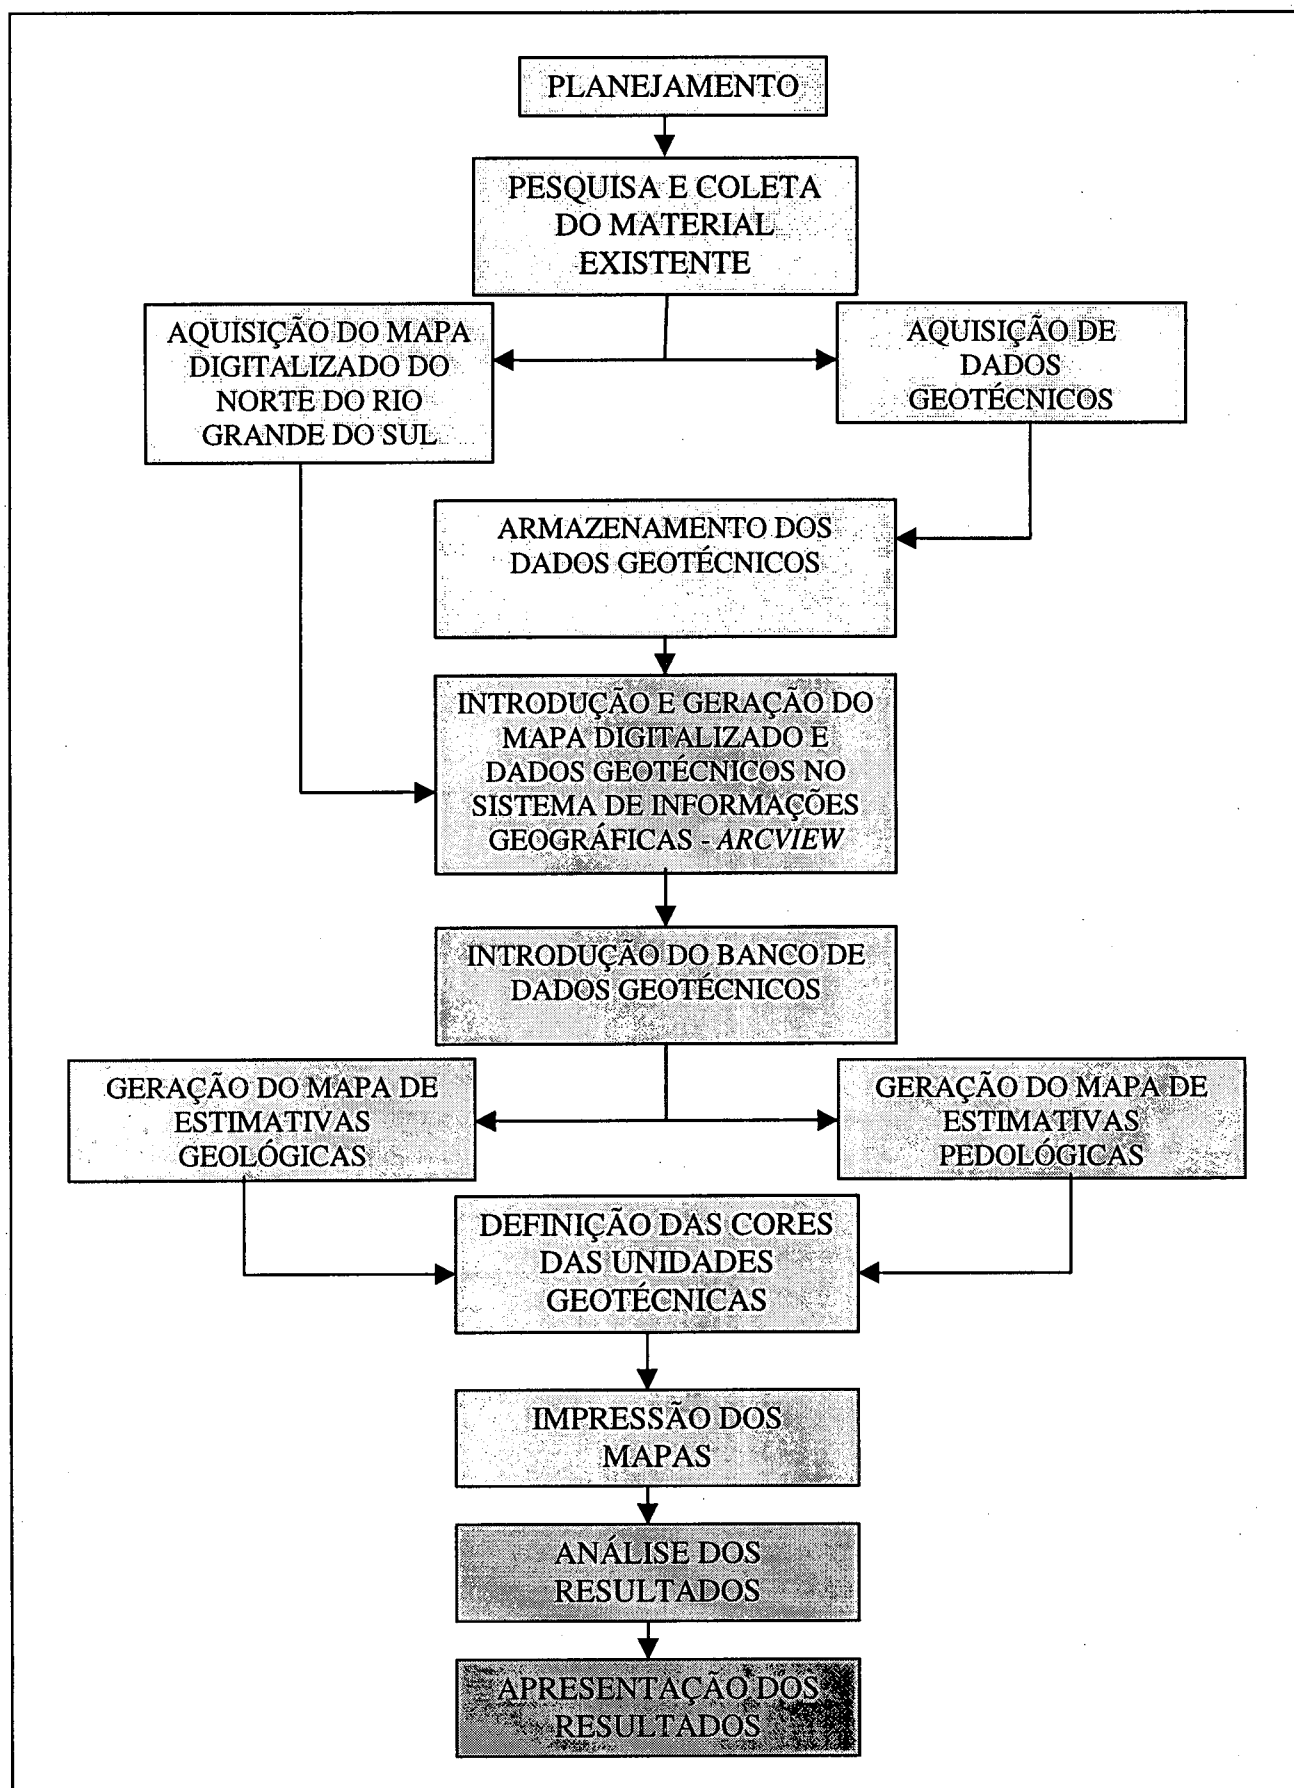 PLANEJAMENTO
PESQUISA E COLETA
DO MATERIAL
EXISTENTE
AQUISIÇÃO DO MAPA
DIGITALIZADO DO
NORTE DO RIO
GRANDE DO SUL
AQUISIÇÃO DE
DADOS
GEOTÉCNICOS
ARMAZENAMENTO DOS
DADOS GEOTÉCNICOS
INTRODUÇÃO E GERAÇÃO DO
MAPA DIGITALIZADO E
DADOS GEOTÉCNICOS NO
SISTEMA DE INFORMAÇÕES
GEOGRÁFICAS - ARCVIEW
INTRODUÇÃO DO BANCO DE
DADOS GEOTÉCNICOS
GERAÇÃO DO MAPA DE
ESTIMATIVAS
GEOLÓGICAS
GERAÇÃO DO MAPA DE
ESTIMATIVAS
PEDOLÓGICAS
DEFINIÇÃO DAS CORES
DAS UNIDADES
GEOTÉCNICAS
IMPRESSÃO DOS
MAPAS
ANÁLISE DOS
RESULTADOS
APRESENTAÇÃO DOS
RESULTADOS